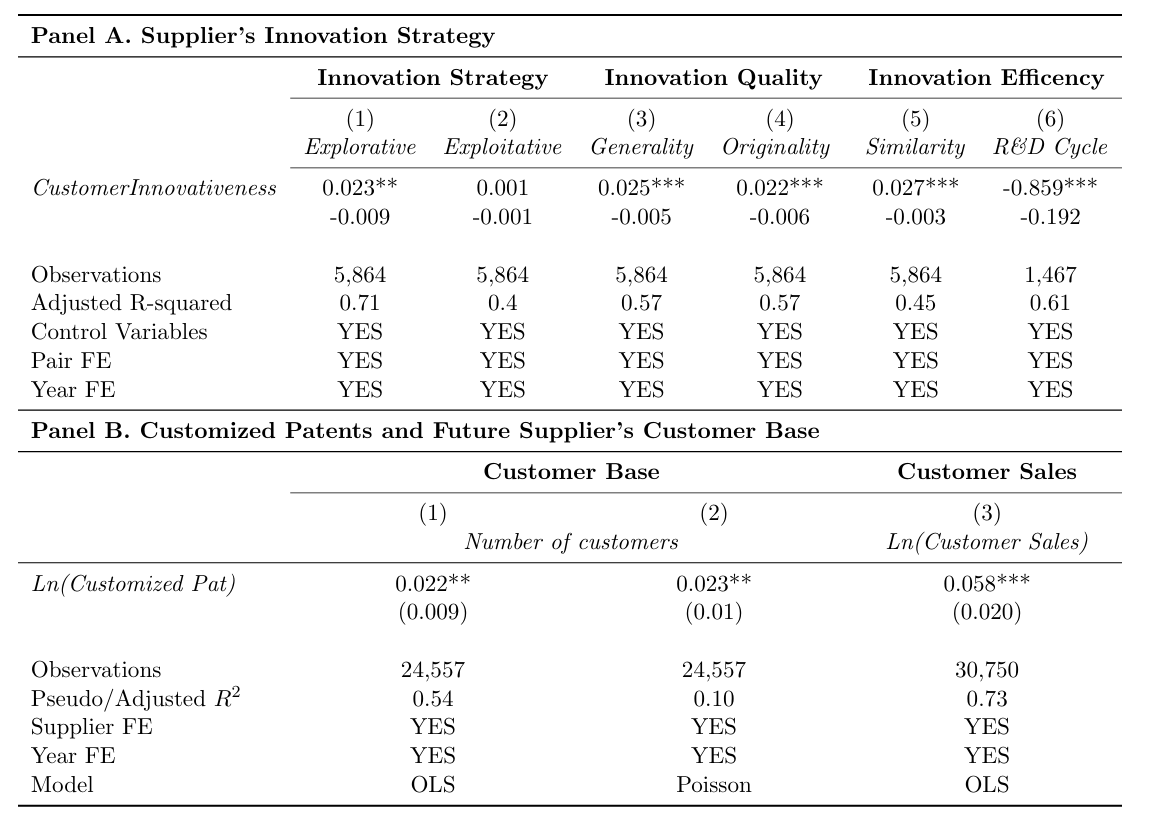 Panel A. Supplier's Innovation Strategy
Innovation Strategy Innovation Quality Innovation Efficency
(1) (2) (3) (4) (5) (6)
Explorative Exploitative Generality Originality Similarity R&D Cycle
CustomerInnovativeness 0.023** 0.001 0.025*** 0.022*** 0.027*** -0.859***
-0.009 -0.001 -0.005 -0.006 -0.003 -0.192
Observations 5,864 5,864 5,864 5,864 5,864 1,467
Adjusted R-squared 0.71 0.4 0.57 0.57 0.45 0.61
Control Variables YES YES YES YES YES YES
Pair FE YES YES YES YES YES YES
Year FE YES YES YES YES YES YES
Panel B. Customized Patents and Future Supplier's Customer Base
Customer Base Customer Sales
(1) (2) (3)
Number of customers Ln(Customer Sales)
Ln(Customized Pat) 0.022** 0.023** 0.058***
(0.009) (0.01) (0.020)
Observations 24,557 24,557 30,750
Pseudo/Adjusted R² 0.54 0.10 0.73
Supplier FE YES YES YES
Year FE YES YES YES
Model OLS Poisson OLS